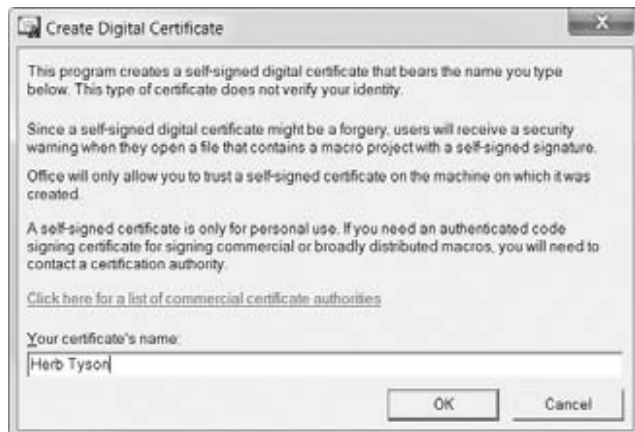 Create Digital Certificate
This program creates a self-signed digital certificate that bears the name you type
below. This type of certificate does not verify your identity.
Since a self-signed digital certificate might be a forgery, users will receive a security
warning when they open a file that contains a macro project with a self-signed signature.
Office will only allow you to trust a self-signed certificate on the machine on which it was
created.
A self-signed certificate is only for personal use. If you need an authenticated code
signing certificate for signing commercial or broadly distributed macros, you will need to
contact a certification authority.
Click here for a list of commercial certificate authorities
Your certificate's name:
Herb Tyson
OK Cancel